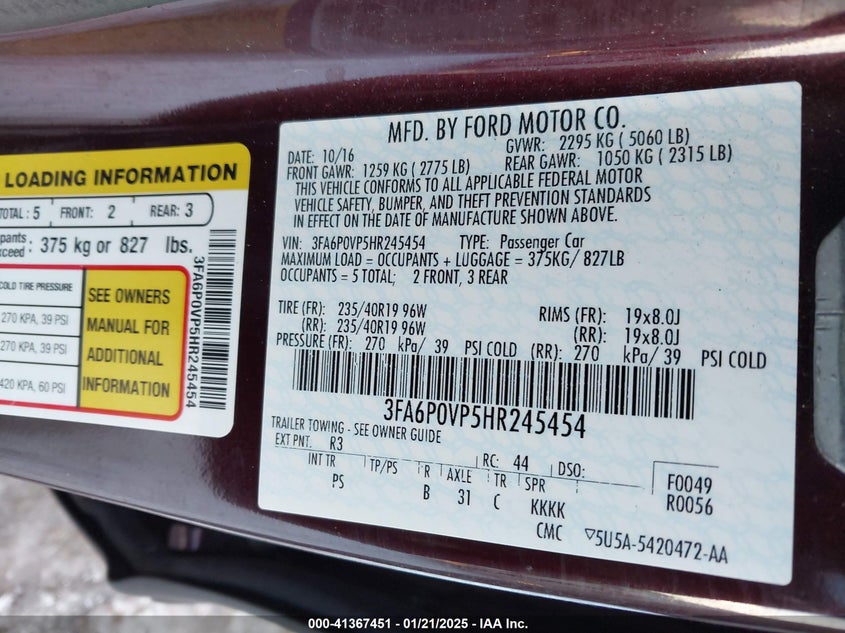 LOADING INFORMATION
TOTAL : 5 FRONT: 2 REAR: 3
pants
exceed : 375 kg or 827 lbs.
COLD TIRE PRESSURE
270 KPA, 39 PSI
270 KPA, 39 PSI
420 KPA, 60 PSI
SEE OWNERS
MANUAL FOR
ADDITIONAL
INFORMATION
3FA6P0VP5HR245454
MFD. BY FORD MOTOR CO.
DATE: 10/16 GVWR: 2295 KG ( 5060 LB)
FRONT GAWR: 1259 KG ( 2775 LB) REAR GAWR: 1050 KG ( 2315 LB)
THIS VEHICLE CONFORMS TO ALL APPLICABLE FEDERAL MOTOR
VEHICLE SAFETY, BUMPER, AND THEFT PREVENTION STANDARDS
IN EFFECT ON THE DATE OF MANUFACTURE SHOWN ABOVE.
VIN: 3FA6P0VP5HR245454 TYPE: Passenger Car
MAXIMUM LOAD = OCCUPANTS + LUGGAGE = 375KG/ 827LB
OCCUPANTS = 5 TOTAL; 2 FRONT, 3 REAR
TIRE (FR): 235/40R19 96W RIMS (FR): 19x8.0J
(RR): 235/40R19 96W (RR): 19x8.0J
PRESSURE (FR): 270 kPa/ 39 PSI COLD (RR): 270 kPa/ 39 PSI COLD
3FA6P0VP5HR245454
TRAILER TOWING - SEE OWNER GUIDE
EXT PNT: R3 RC: 44 DSO: F0049
INT TR TP/PS R AXLE TR SPR R0056
PS B 31 C KKKK
CMC ▽5U5A-5420472-AA
000-41367451 - 01/21/2025 - IAA Inc.